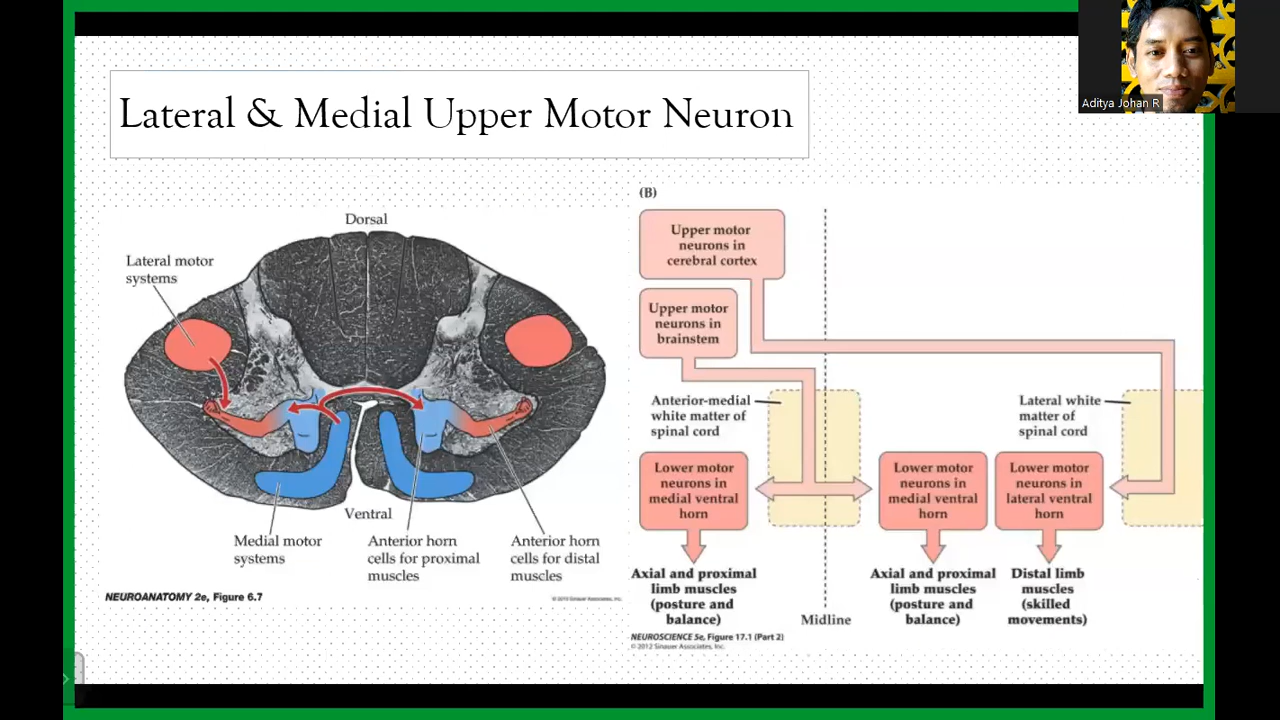 Aditya Johan R
Lateral & Medial Upper Motor Neuron
Dorsal
Lateral motor
systems
Ventral
Medial motor
systems
Anterior horn
cells for proximal
muscles
Anterior horn
cells for distal
muscles
NEUROANATOMY 2e, Figure 6.7
© 2010 Sinauer Associates, Inc.
(B)
Upper motor
neurons in
cerebral cortex
Upper motor
neurons in
brainstem
Anterior-medial
white matter of
spinal cord
Lateral white
matter of
spinal cord
Lower motor
neurons in
medial ventral
horn
Lower motor
neurons in
medial ventral
horn
Lower motor
neurons in
lateral ventral
horn
Axial and proximal
limb muscles
(posture and
balance)
Midline
Axial and proximal
limb muscles
(posture and
balance)
Distal limb
muscles
(skilled
movements)
NEUROSCIENCE 5e, Figure 17.1 (Part 2)
© 2012 Sinauer Associates, Inc.